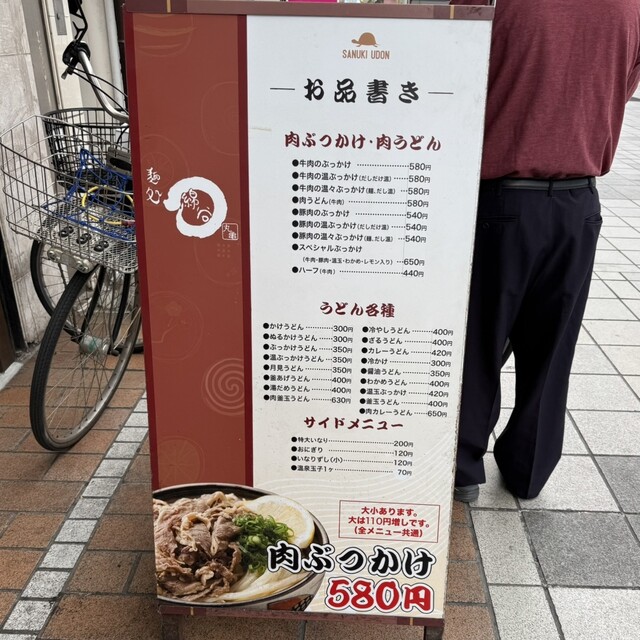 SANUKI UDON
お品書き
麺処
綿谷
丸亀
肉ぶっかけ・肉うどん
●牛肉のぶっかけ ……………580円
●牛肉の温ぶっかけ(だしだけ温)……580円
●牛肉の温々ぶっかけ(麺、だし温)…580円
●肉うどん(牛肉)……………580円
●豚肉のぶっかけ ……………540円
●豚肉の温ぶっかけ(だしだけ温)……540円
●豚肉の温々ぶっかけ(麺、だし温)…540円
●スペシャルぶっかけ
(牛肉・豚肉・温玉・わかめ・レモン入り)…650円
●ハーフ(牛肉)……………440円
うどん各種
●かけうどん ………300円
●ぬるかけうどん …300円
●ぶっかけうどん …350円
●温ぶっかけうどん …350円
●月見うどん ………350円
●釜あげうどん ……400円
●湯だめうどん ……400円
●肉釜玉うどん ……630円
●冷やしうどん ……400円
●ざるうどん ………400円
●カレーうどん ……420円
●冷かけ ……………300円
●醤油うどん ………350円
●わかめうどん ……400円
●温玉ぶっかけ ……420円
●釜玉うどん ………400円
●肉カレーうどん …650円
サイドメニュー
●特大いなり ……………200円
●おにぎり ……………120円
●いなりずし(小) ……………120円
●温泉玉子1ヶ ……………70円
大小あります。
大は110円増しです。
(全メニュー共通)
肉ぶっかけ
580円